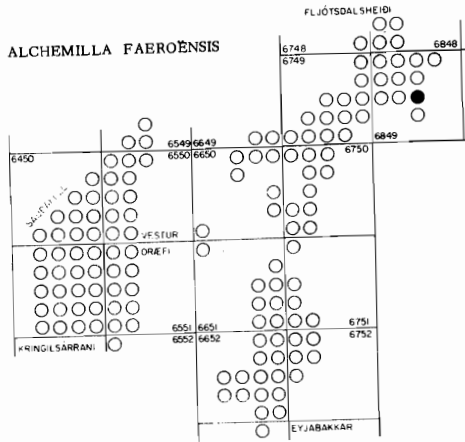 FLJÓTSDALSHEIÐI
ALCHEMILLA FAEROËNSIS
6748 6848
6749
6450 6549 6649 6849
6550 6650 6750
SAUÐAFELL
VESTUR
ÖRÆFI
6551 6651 6751
KRINGILSÁRRANI 6552 6652 6752
EYJABAKKAR